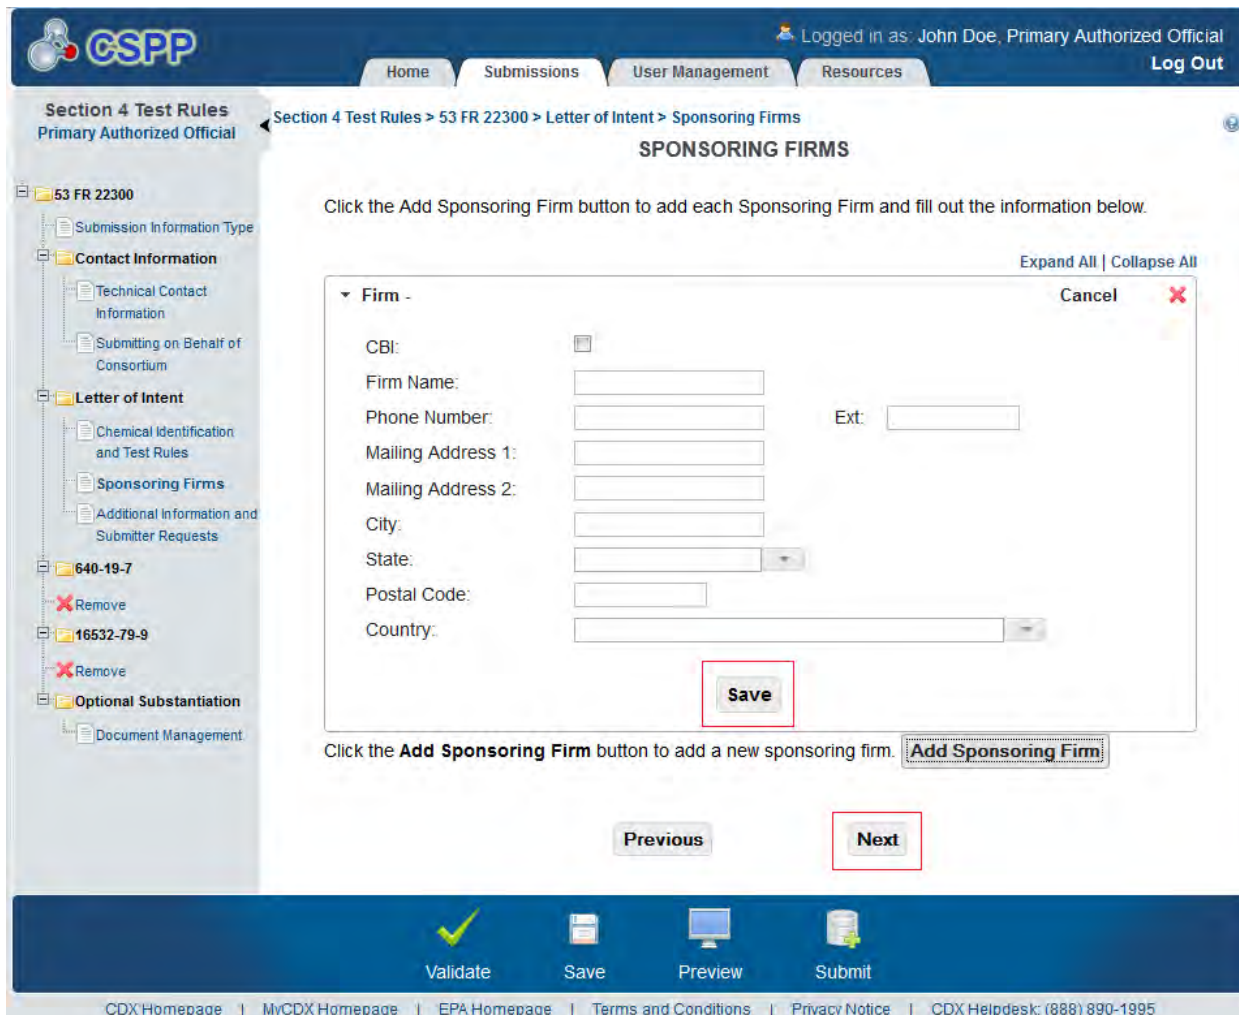 CSPP
Logged in as: John Doe, Primary Authorized Official
Log Out
Home
Submissions
User Management
Resources
Section 4 Test Rules
Primary Authorized Official
53 FR 22300
Submission Information Type
Contact Information
Technical Contact
Information
Submitting on Behalf of
Consortium
Letter of Intent
Chemical Identification
and Test Rules
Sponsoring Firms
Additional Information and
Submitter Requests
640-19-7
Remove
16532-79-9
Remove
Optional Substantiation
Document Management
Section 4 Test Rules > 53 FR 22300 > Letter of Intent > Sponsoring Firms
SPONSORING FIRMS
Click the Add Sponsoring Firm button to add each Sponsoring Firm and fill out the information below.
Expand All | Collapse All
Firm -
Cancel
CBI:
Firm Name:
Phone Number:
Ext:
Mailing Address 1:
Mailing Address 2:
City:
State:
Postal Code:
Country:
Save
Click the Add Sponsoring Firm button to add a new sponsoring firm. Add Sponsoring Firm
Previous
Next
Validate
Save
Preview
Submit
CDX Homepage | MyCDX Homepage | EPA Homepage | Terms and Conditions | Privacy Notice | CDX Helpdesk: (888) 890-1995